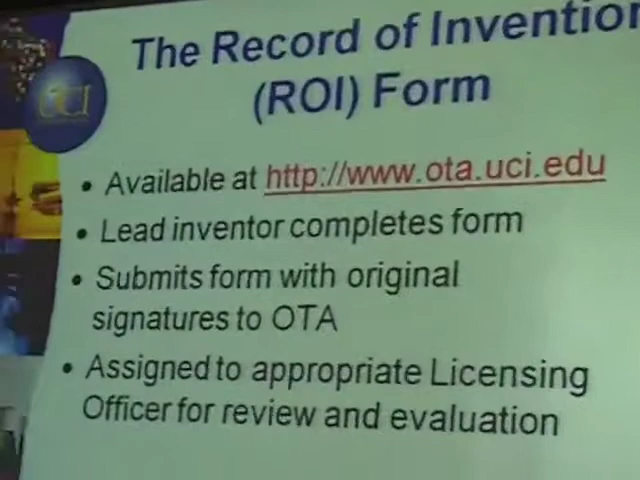 The Record of Invention
(ROI) Form
UCI
• Available at http://www.ota.uci.edu
• Lead inventor completes form
• Submits form with original
signatures to OTA
• Assigned to appropriate Licensing
Officer for review and evaluation